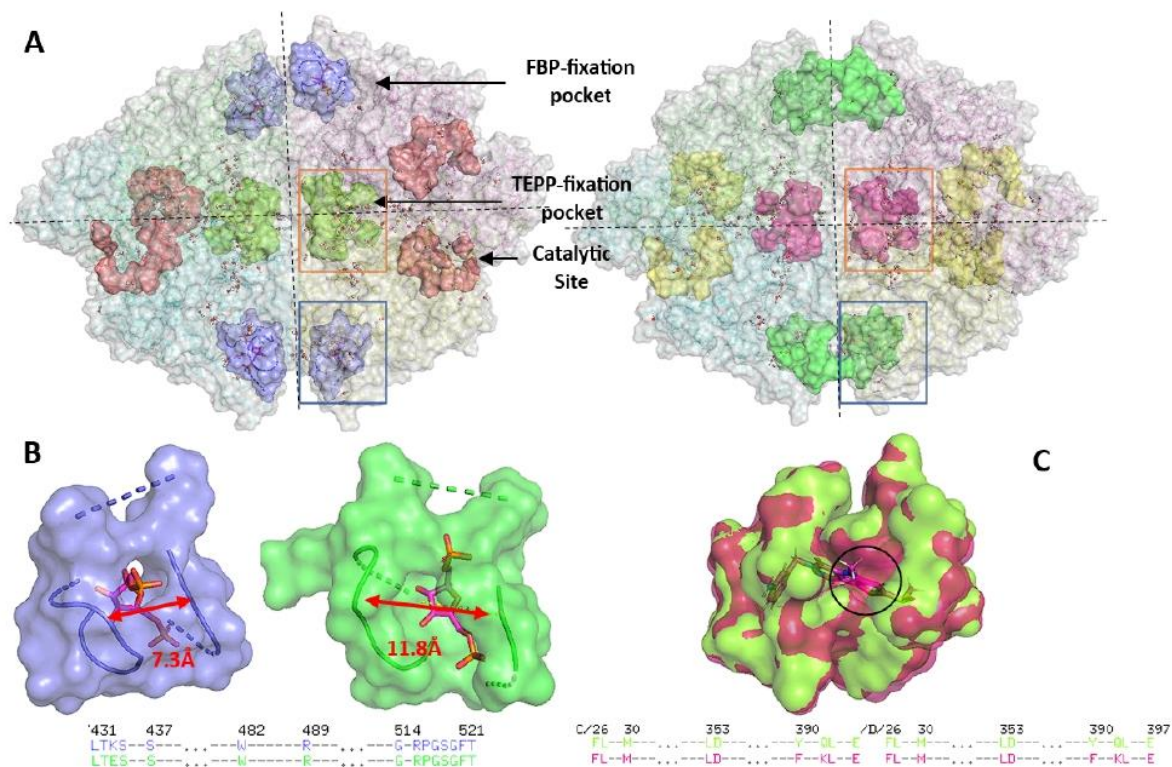 A
FBP-fixation
pocket
TEPP-fixation
pocket
Catalytic
Site
B
C
7.3Å
11.8Å
'431 437 482 489 514 521
LTKS--S----...----W------R----...----G-RPGSGFT
LTES--S----...----W------R----...----G-RPGSGFT
C/26 30 353 390 /D/26 30 353 390 397
FL--M----...----LD----...----Y--QL--E FL--M----...----LD----...----Y--QL--E
FL--M----...----LD----...----F--KL--E FL--M----...----LD----...----F--KL--E